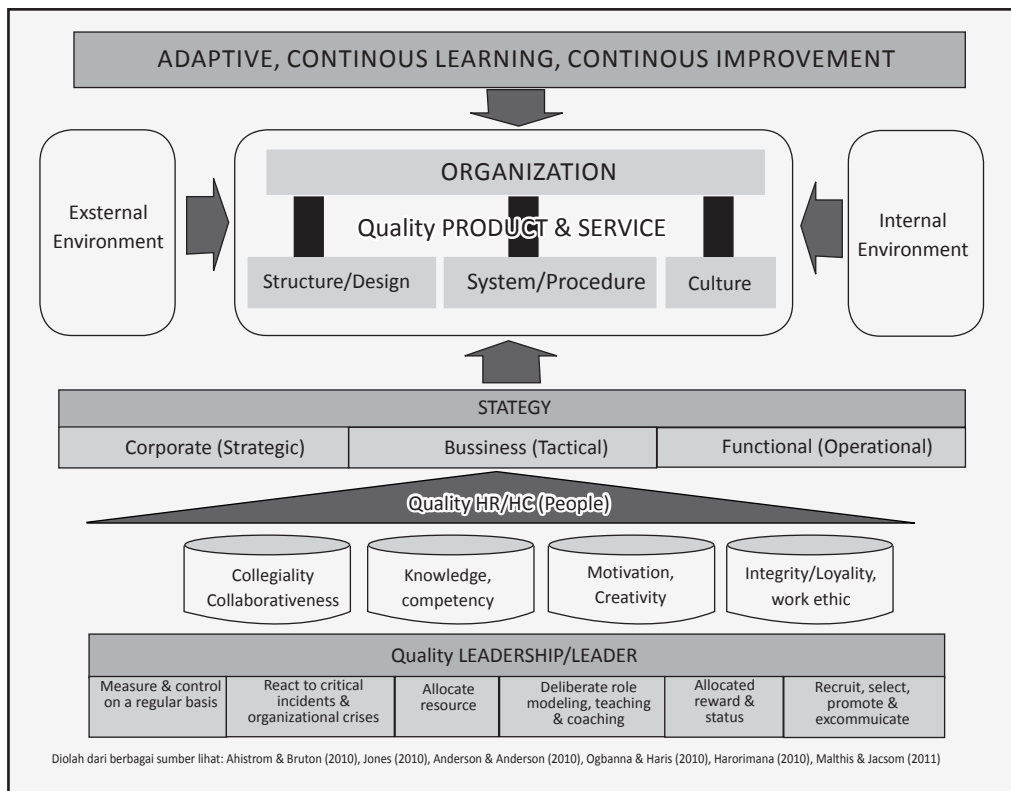 ADAPTIVE, CONTINOUS LEARNING, CONTINOUS IMPROVEMENT
Exsternal
Environment
ORGANIZATION
Quality PRODUCT & SERVICE
Structure/Design
System/Procedure
Culture
Internal
Environment
STATEGY
Corporate (Strategic)
Bussiness (Tactical)
Functional (Operational)
Quality HR/HC (People)
Collegiality
Collaborativeness
Knowledge,
competency
Motivation,
Creativity
Integrity/Loyality,
work ethic
Quality LEADERSHIP/LEADER
Measure & control
on a regular basis
React to critical
incidents &
organizational crises
Allocate
resource
Deliberate role
modeling, teaching
& coaching
Allocated
reward &
status
Recruit, select,
promote &
excommuicate
Diolah dari berbagai sumber lihat: Ahistrom & Bruton (2010), Jones (2010), Anderson & Anderson (2010), Ogbanna & Haris (2010), Harorimana (2010), Malthis & Jacsom (2011)